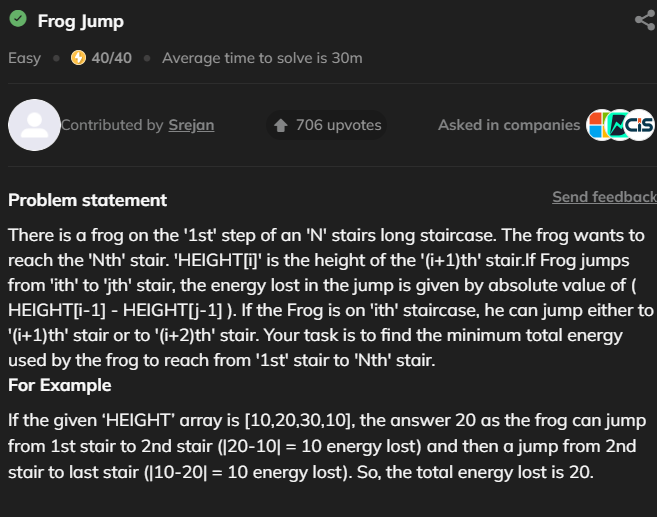 Frog Jump
Easy 40/40 Average time to solve is 30m
Contributed by Srejan 706 upvotes Asked in companies CiS
Problem statement Send feedback
There is a frog on the '1st' step of an 'N' stairs long staircase. The frog wants to
reach the 'Nth' stair. 'HEIGHT[i]' is the height of the '(i+1)th' stair.If Frog jumps
from 'ith' to 'jth' stair, the energy lost in the jump is given by absolute value of (
HEIGHT[i-1] - HEIGHT[j-1] ). If the Frog is on 'ith' staircase, he can jump either to
'(i+1)th' stair or to '(i+2)th' stair. Your task is to find the minimum total energy
used by the frog to reach from '1st' stair to 'Nth' stair.
For Example
If the given ‘HEIGHT’ array is [10,20,30,10], the answer 20 as the frog can jump
from 1st stair to 2nd stair (|20-10| = 10 energy lost) and then a jump from 2nd
stair to last stair (|10-20| = 10 energy lost). So, the total energy lost is 20.